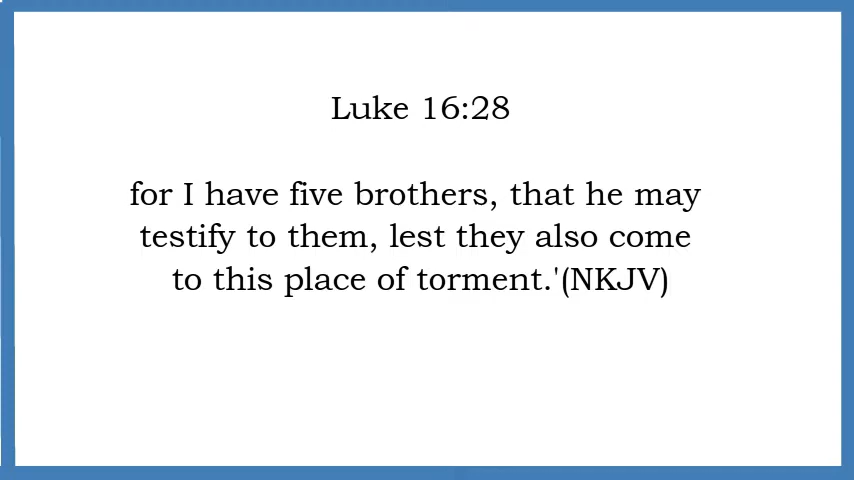 Luke 16:28
for I have five brothers, that he may
testify to them, lest they also come
to this place of torment.'(NKJV)